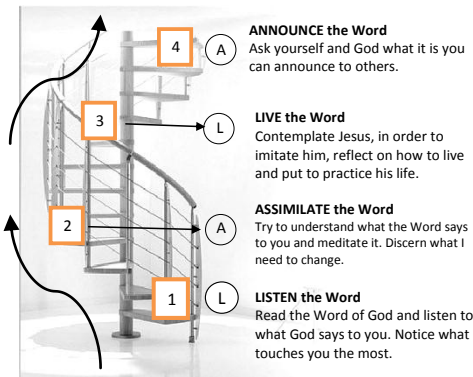 4 A ANNOUNCE the Word
Ask yourself and God what it is you
can announce to others.
3 L LIVE the Word
Contemplate Jesus, in order to
imitate him, reflect on how to live
and put to practice his life.
2 A ASSIMILATE the Word
Try to understand what the Word says
to you and meditate it. Discern what I
need to change.
1 L LISTEN the Word
Read the Word of God and listen to
what God says to you. Notice what
touches you the most.